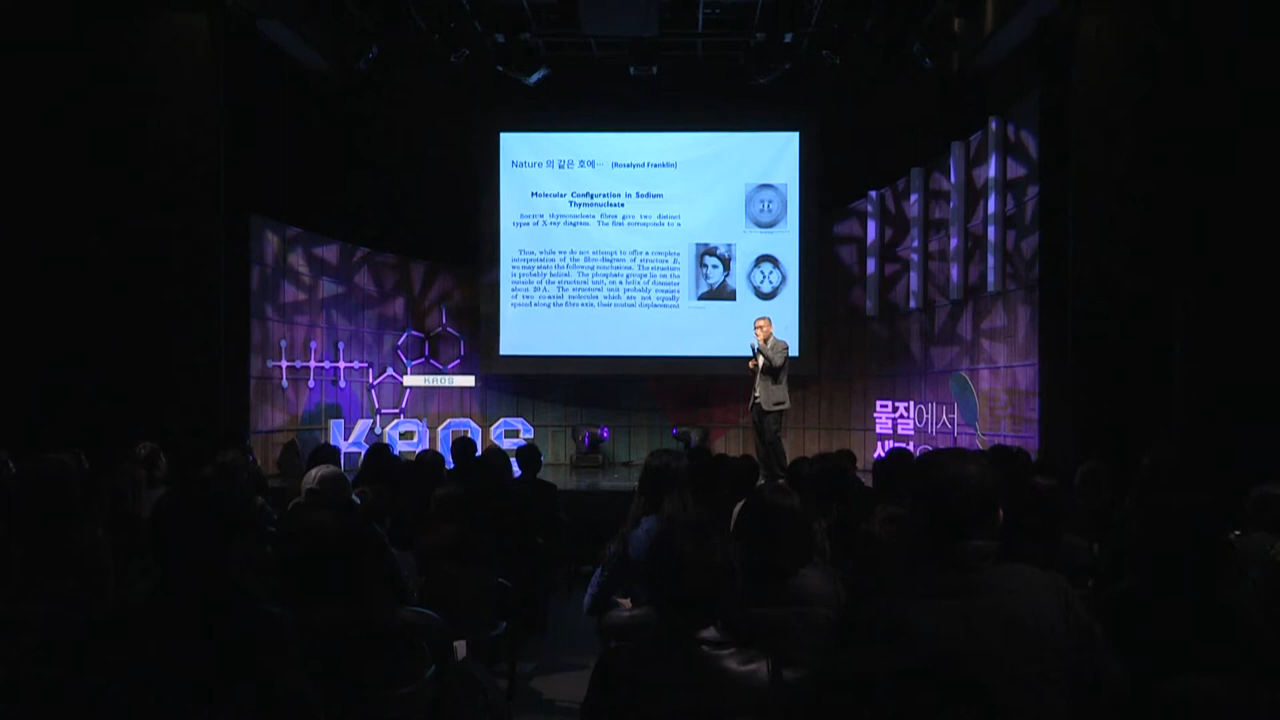 Nature 의 같은 호에… (Rosalynd Franklin)
Molecular Configuration in Sodium
Thymonucleate
SODIUM thymonucleate fibres give two distinct
types of X-ray diagram. The first corresponds to a
Thus, while we do not attempt to offer a complete
interpretation of the fibre-diagram of structure B,
we may state the following conclusions. The structure
is probably helical. The phosphate groups lie on the
outside of the structural unit, on a helix of diameter
about 20 A. The structural unit probably consists
of two co-axial molecules which are not equally
spaced along the fibre axis, their mutual displacement
KAOS
KAOS
물질에서